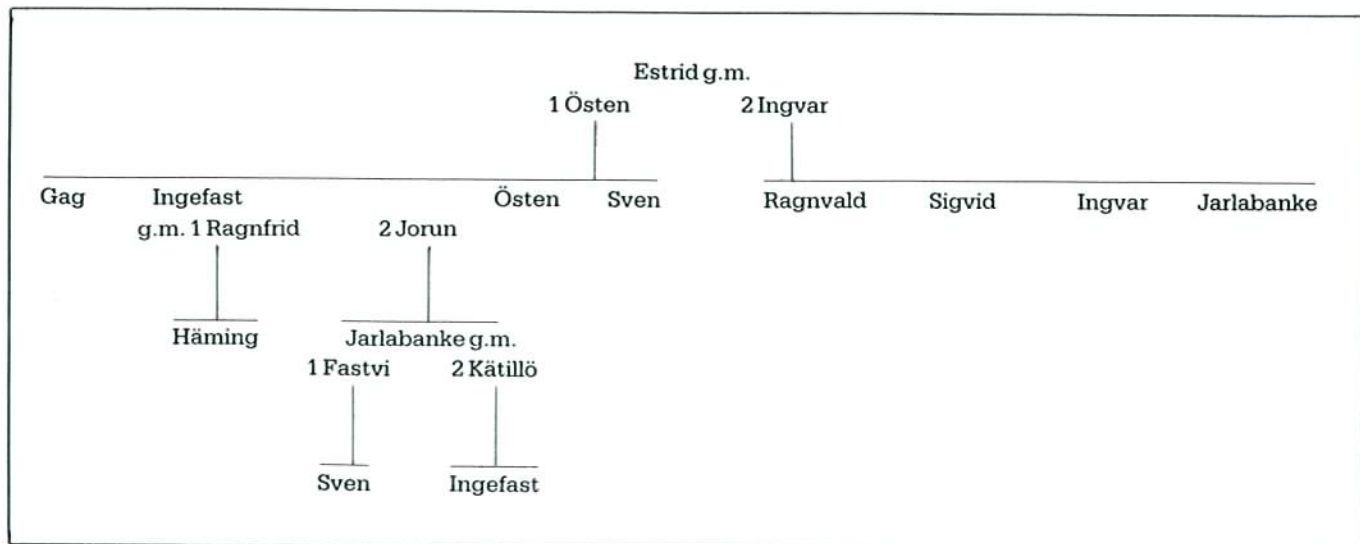 Estrid g.m.
1 Östen 2 Ingvar
Gag Ingefast Östen Sven Ragnvald Sigvid Ingvar Jarlabanke
g.m. 1 Ragnfrid 2 Jorun
Häming Jarlabanke g.m.
1 Fastvi 2 Kätillö
Sven Ingefast